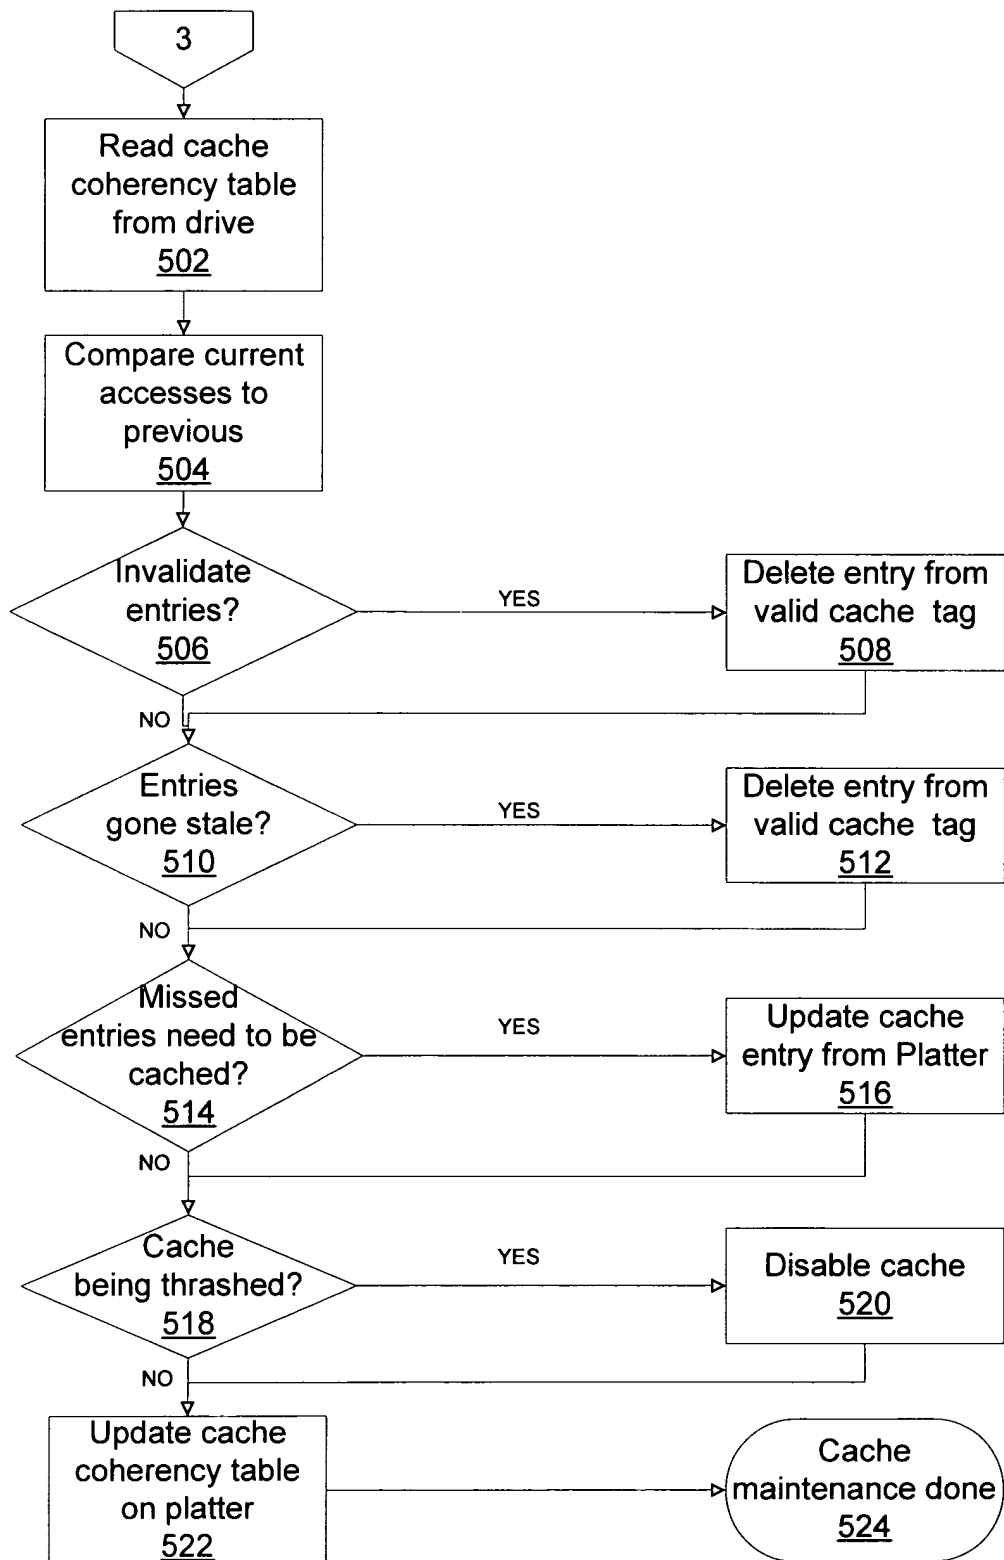 3
Read cache
coherency table
from drive
502
Compare current
accesses to
previous
504
Invalidate
entries?
506
YES
Delete entry from
valid cache tag
508
NO
Entries
gone stale?
510
YES
Delete entry from
valid cache tag
512
NO
Missed
entries need to be
cached?
514
YES
Update cache
entry from Platter
516
NO
Cache
being thrashed?
518
YES
Disable cache
520
NO
Update cache
coherency table
on platter
522
Cache
maintenance done
524